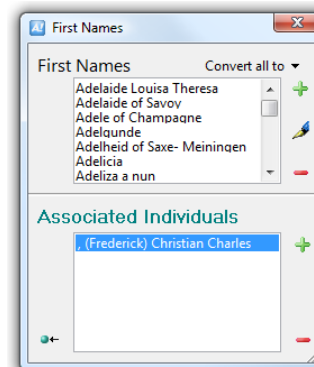 First Names
First Names Convert all to
Adelaide Louisa Theresa
Adelaide of Savoy
Adele of Champagne
Adelgunde
Adelheid of Saxe- Meiningen
Adelicia
Adeliza a nun
Associated Individuals
, (Frederick) Christian Charles